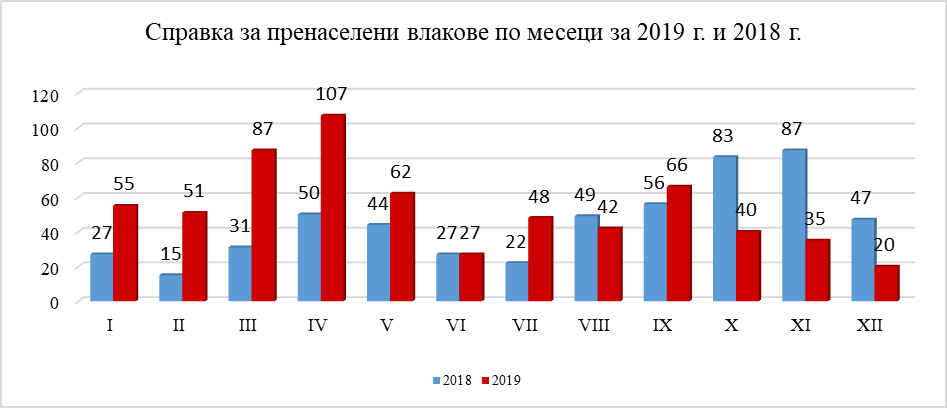 Справка за пренаселени влакове по месеци за 2019 г. и 2018 г.
120
100
80
60
40
20
0
27 55 15 51 31 87 50 107 44 62 27 27 22 48 49 42 56 66 83 40 87 35 47 20
I II III IV V VI VII VIII IX X XI XII
2018 2019